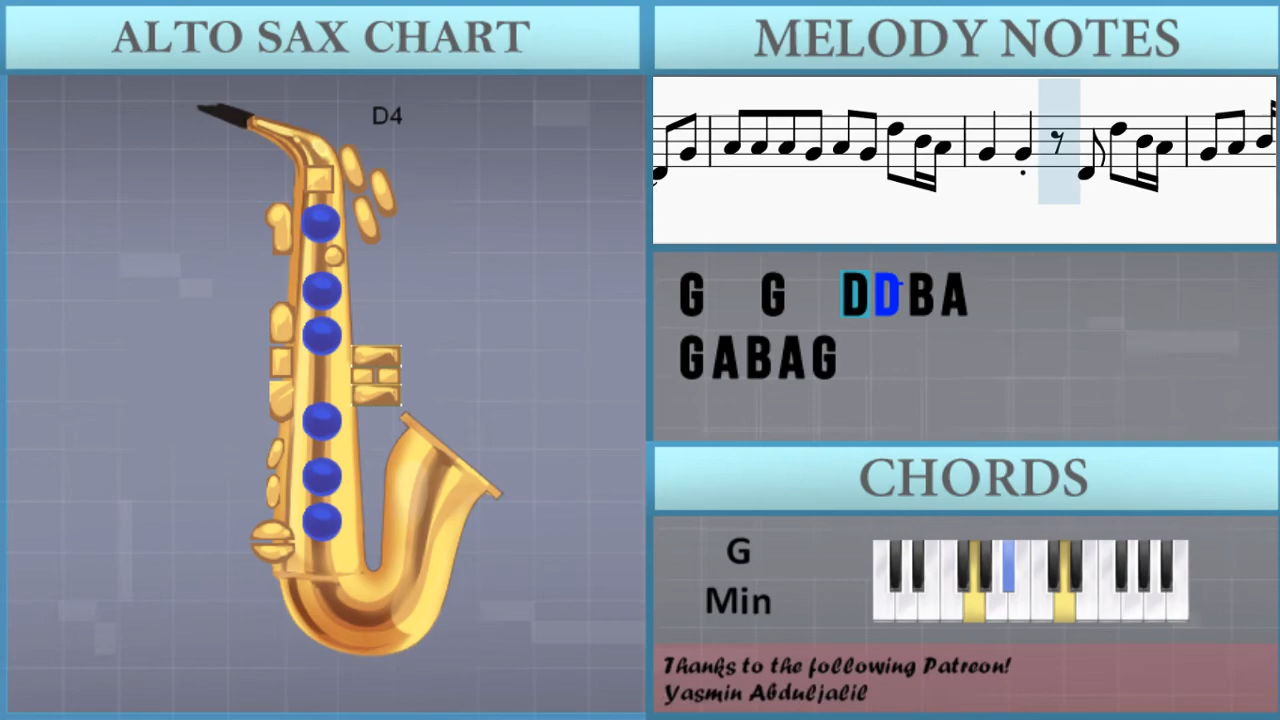 ALTO SAX CHART
D4
MELODY NOTES
G G DDBA
GABAG
CHORDS
G
Min
Thanks to the following Patreon!
Yasmin Abduljalil